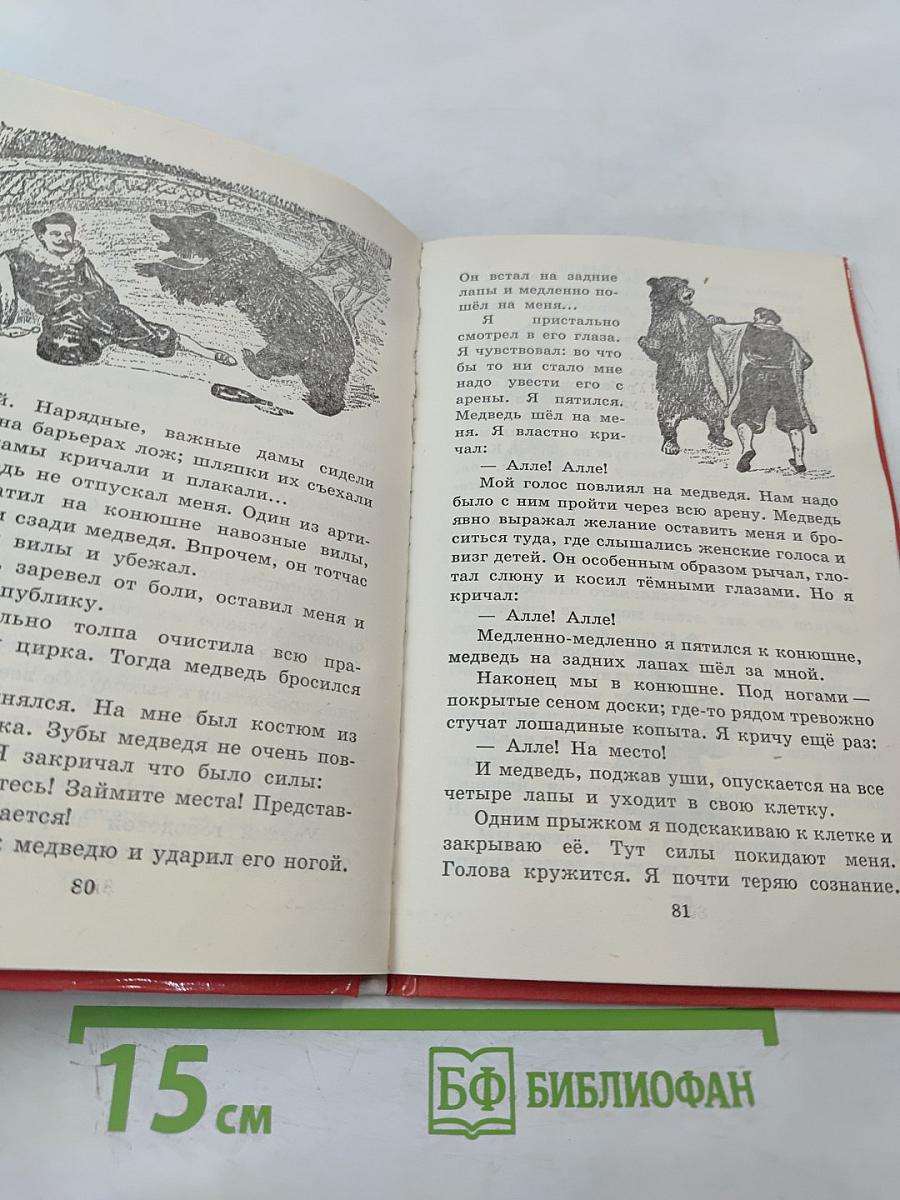 й. Нарядные, важные дамы сидели
на барьерах лож; шляпки их съехали
амы кричали и плакали...
дь не отпускал меня. Один из арти-
атил на конюшне навозные вилы,
и сзади медведя. Впрочем, он тотчас
вилы и убежал.
, заревел от боли, оставил меня и
публику.
льно толпа очистила всю пра-
цирка. Тогда медведь бросился
нялся. На мне был костюм из
ка. Зубы медведя не очень пов-
Я закричал что было силы:
тесь! Займите места! Представ-
ается!
медведю и ударил его ногой.
80
Он встал на задние
лапы и медленно по-
шёл на меня...
Я пристально
смотрел в его глаза.
Я чувствовал: во что
бы то ни стало мне
надо увести его с
арены. Я пятился.
Медведь шёл на ме-
ня. Я властно кри-
чал:
— Алле! Алле!
Мой голос повлиял на медведя. Нам надо
было с ним пройти через всю арену. Медведь
явно выражал желание оставить меня и бро-
ситься туда, где слышались женские голоса и
визг детей. Он особенным образом рычал, гло-
тал слюну и косил тёмными глазами. Но я
кричал:
— Алле! Алле!
Медленно-медленно я пятился к конюшне,
медведь на задних лапах шёл за мной.
Наконец мы в конюшне. Под ногами —
покрытые сеном доски; где-то рядом тревожно
стучат лошадиные копыта. Я кричу ещё раз:
— Алле! На место!
И медведь, поджав уши, опускается на все
четыре лапы и уходит в свою клетку.
Одним прыжком я подскакиваю к клетке и
закрываю её. Тут силы покидают меня.
Голова кружится. Я почти теряю сознание.
81
15 см
БФ БИБЛИОФАН